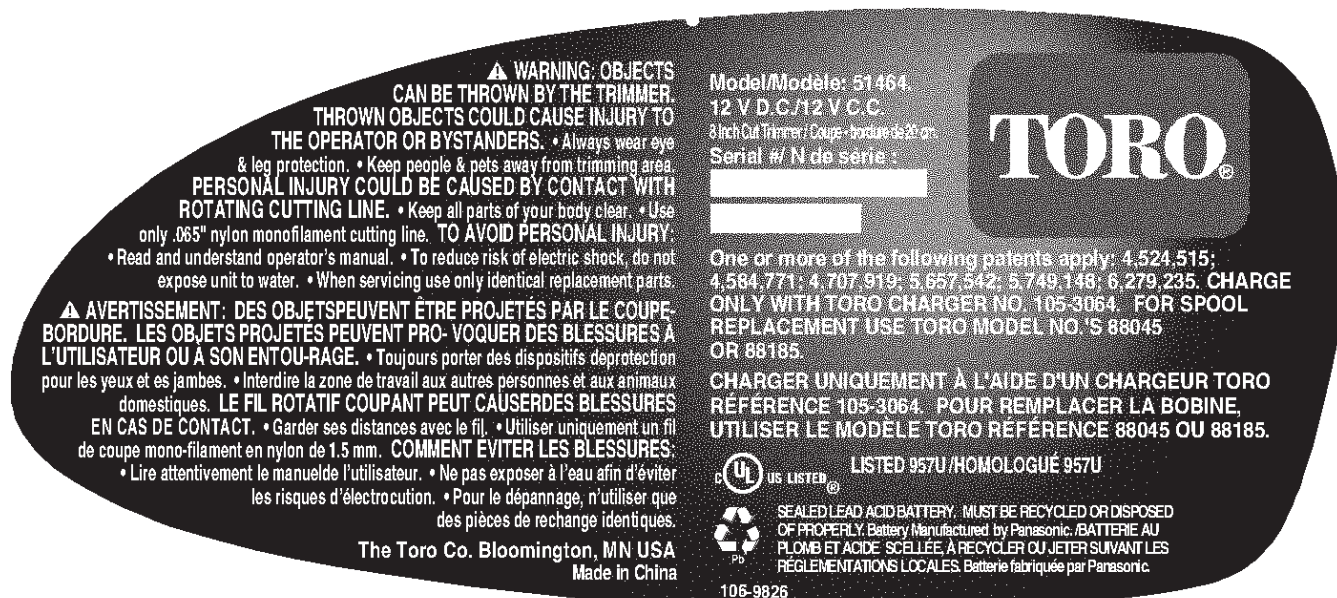 ⚠ WARNING: OBJECTS
CAN BE THROWN BY THE TRIMMER.
THROWN OBJECTS COULD CAUSE INJURY TO
THE OPERATOR OR BYSTANDERS. • Always wear eye
& leg protection. • Keep people & pets away from trimming area.
PERSONAL INJURY COULD BE CAUSED BY CONTACT WITH
ROTATING CUTTING LINE. • Keep all parts of your body clear. • Use
only .065" nylon monofilament cutting line. TO AVOID PERSONAL INJURY:
• Read and understand operator's manual. • To reduce risk of electric shock, do not
expose unit to water. • When servicing use only identical replacement parts.
⚠ AVERTISSEMENT: DES OBJETSPEUVENT ÊTRE PROJETÉS PAR LE COUPE-
BORDURE. LES OBJETS PROJETÉS PEUVENT PRO- VOQUER DES BLESSURES À
L'UTILISATEUR OU À SON ENTOU-RAGE. • Toujours porter des dispositifs deprotection
pour les yeux et es jambes. • Interdire la zone de travail aux autres personnes et aux animaux
domestiques. LE FIL ROTATIF COUPANT PEUT CAUSERDES BLESSURES
EN CAS DE CONTACT. • Garder ses distances avec le fil. • Utiliser uniquement un fil
de coupe mono-filament en nylon de 1.5 mm. COMMENT EVITER LES BLESSURES:
• Lire attentivement le manuelde l'utilisateur. • Ne pas exposer à l'eau afin d'éviter
les risques d'électrocution. • Pour le dépannage, n'utiliser que
des pièces de rechange identiques.
The Toro Co. Bloomington, MN USA
Made in China
Model/Modèle: 51464.
12 V D.C./12 V C.C.
8 Inch Cut Trimmer / Coupe - bordure de 20 cm.
Serial #/ N de série :
TORO®
One or more of the following patents apply: 4,524,515;
4,584,771; 4,707,919; 5,657,542; 5,749,148; 6,279,235. CHARGE
ONLY WITH TORO CHARGER NO. 105-3064. FOR SPOOL
REPLACEMENT USE TORO MODEL NO.'S 88045
OR 88185.
CHARGER UNIQUEMENT À L'AIDE D'UN CHARGEUR TORO
RÉFÉRENCE 105-3064. POUR REMPLACER LA BOBINE,
UTILISER LE MODÈLE TORO RÉFÉRENCE 88045 OU 88185.
C UL US LISTED ® LISTED 957U /HOMOLOGUÉ 957U
SEALED LEAD ACID BATTERY. MUST BE RECYCLED OR DISPOSED
OF PROPERLY. Battery Manufactured by Panasonic. /BATTERIE AU
PLOMB ET ACIDE SCELLÉE, À RECYCLER OU JETER SUIVANT LES
RÉGLEMENTATIONS LOCALES. Batterie fabriquée par Panasonic.
Pb
106-9826